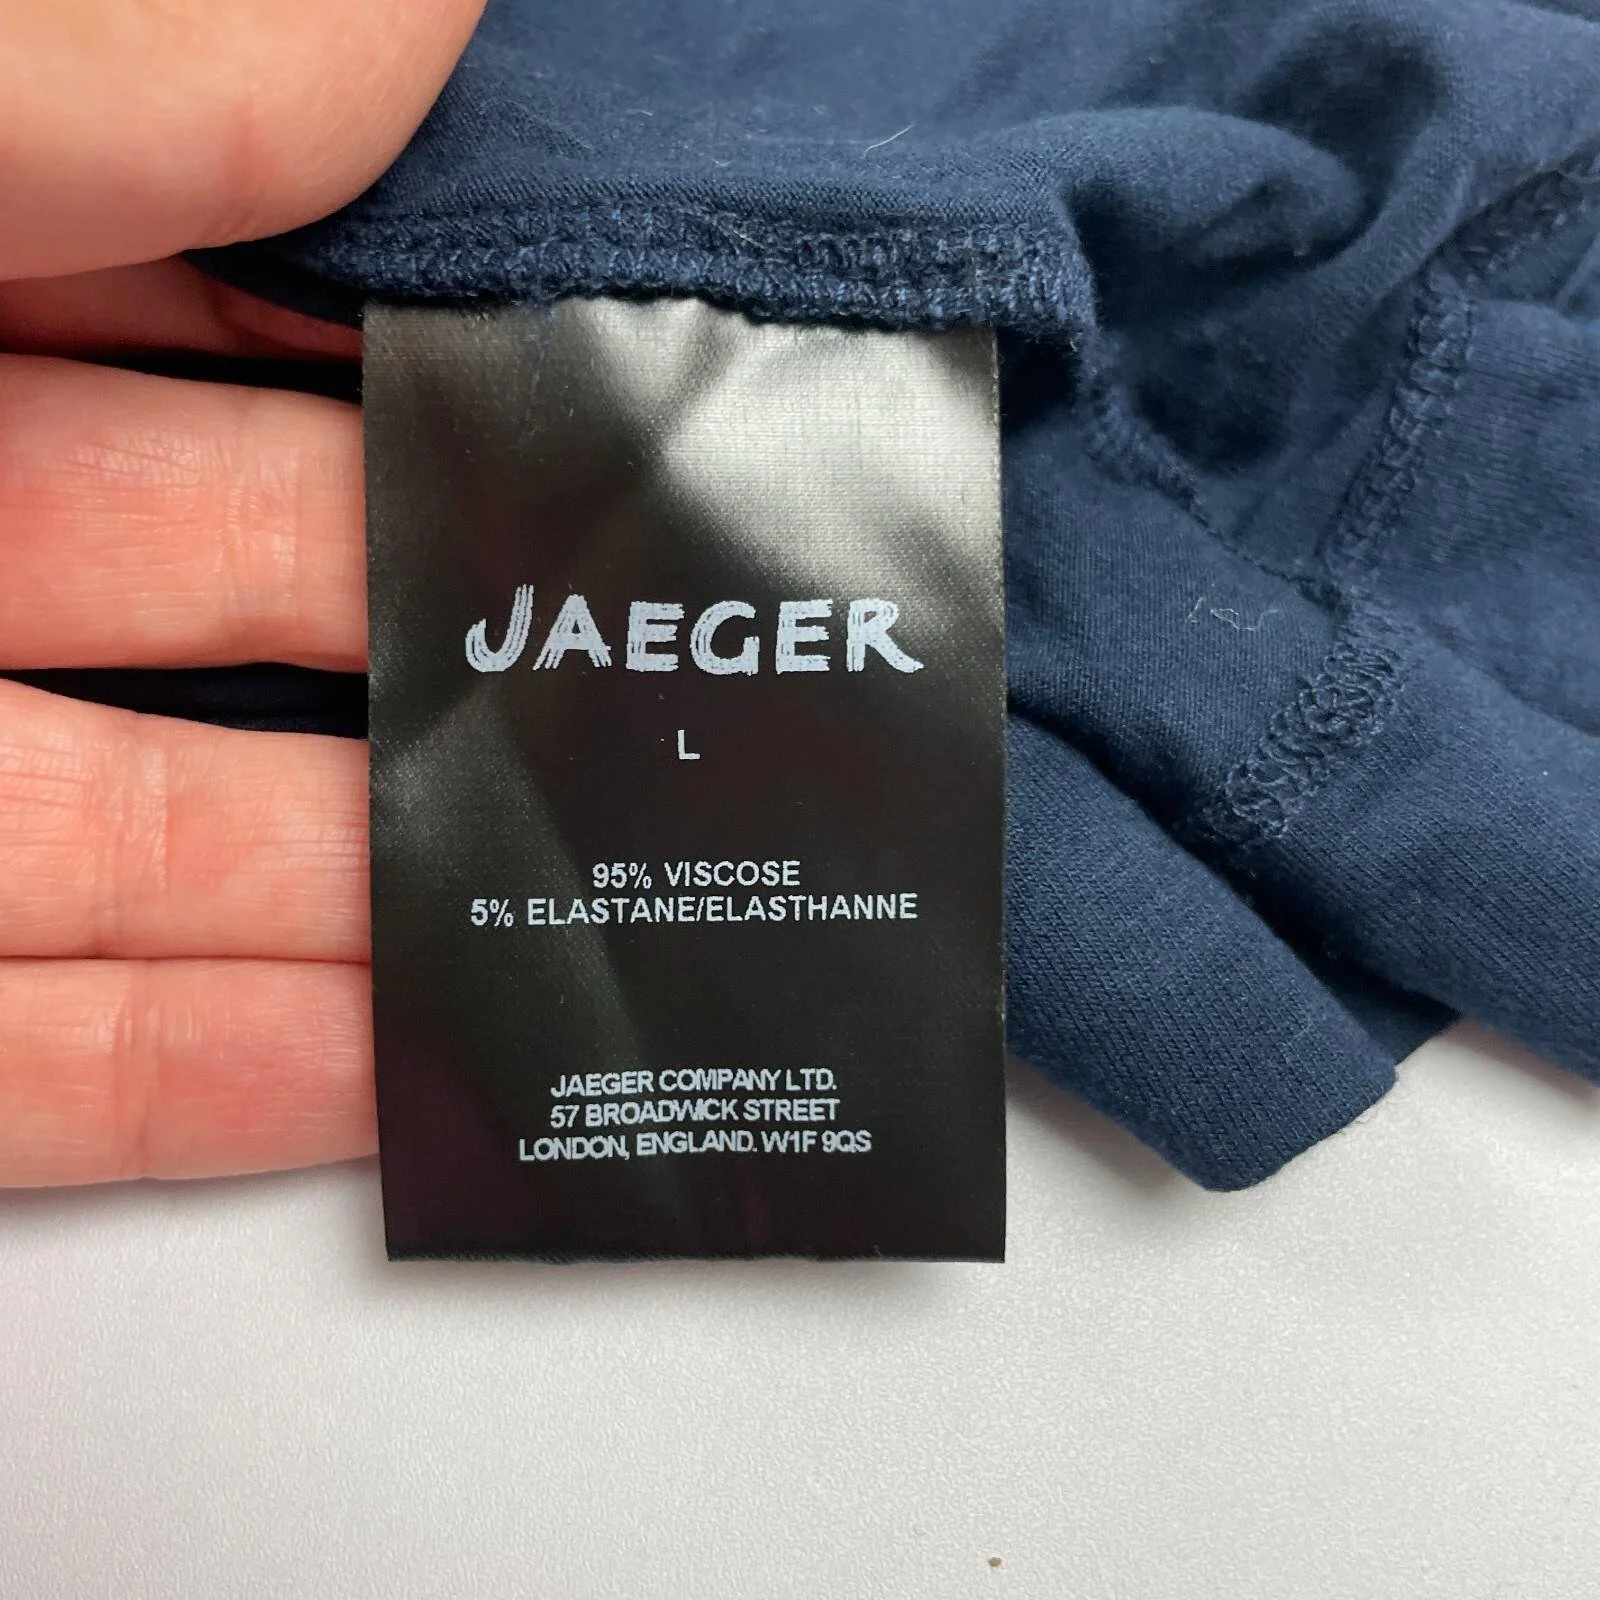 JAEGER
L
95% VISCOSE
5% ELASTANE/ELASTHANNE
JAEGER COMPANY LTD.
57 BROADWICK STREET
LONDON, ENGLAND. W1F 9QS